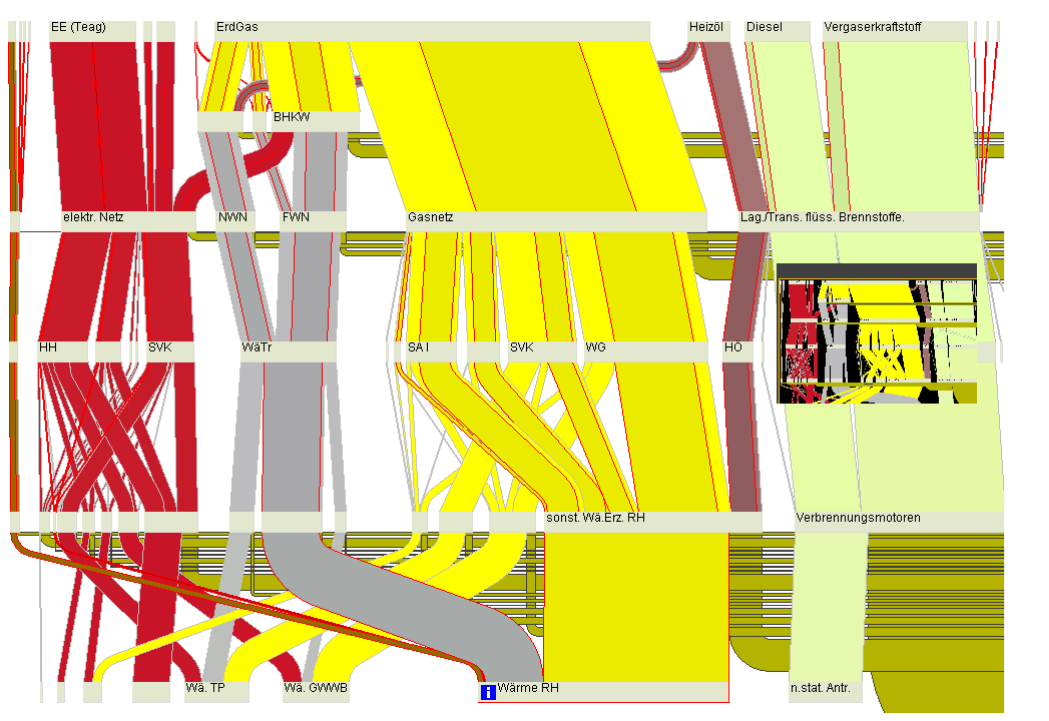 EE (Teag) ErdGas Heizöl Diesel Vergaserkraftstoff
BHKW
elektr. Netz NWN FWN Gasnetz Lag./Trans. flüss. Brennstoffe.
HH SVK WäTr SA I SVK WG HÖ
sonst. Wä.Erz. RH Verbrennungsmotoren
Wä. TP Wä. GWWB i Wärme RH n.stat. Antr.